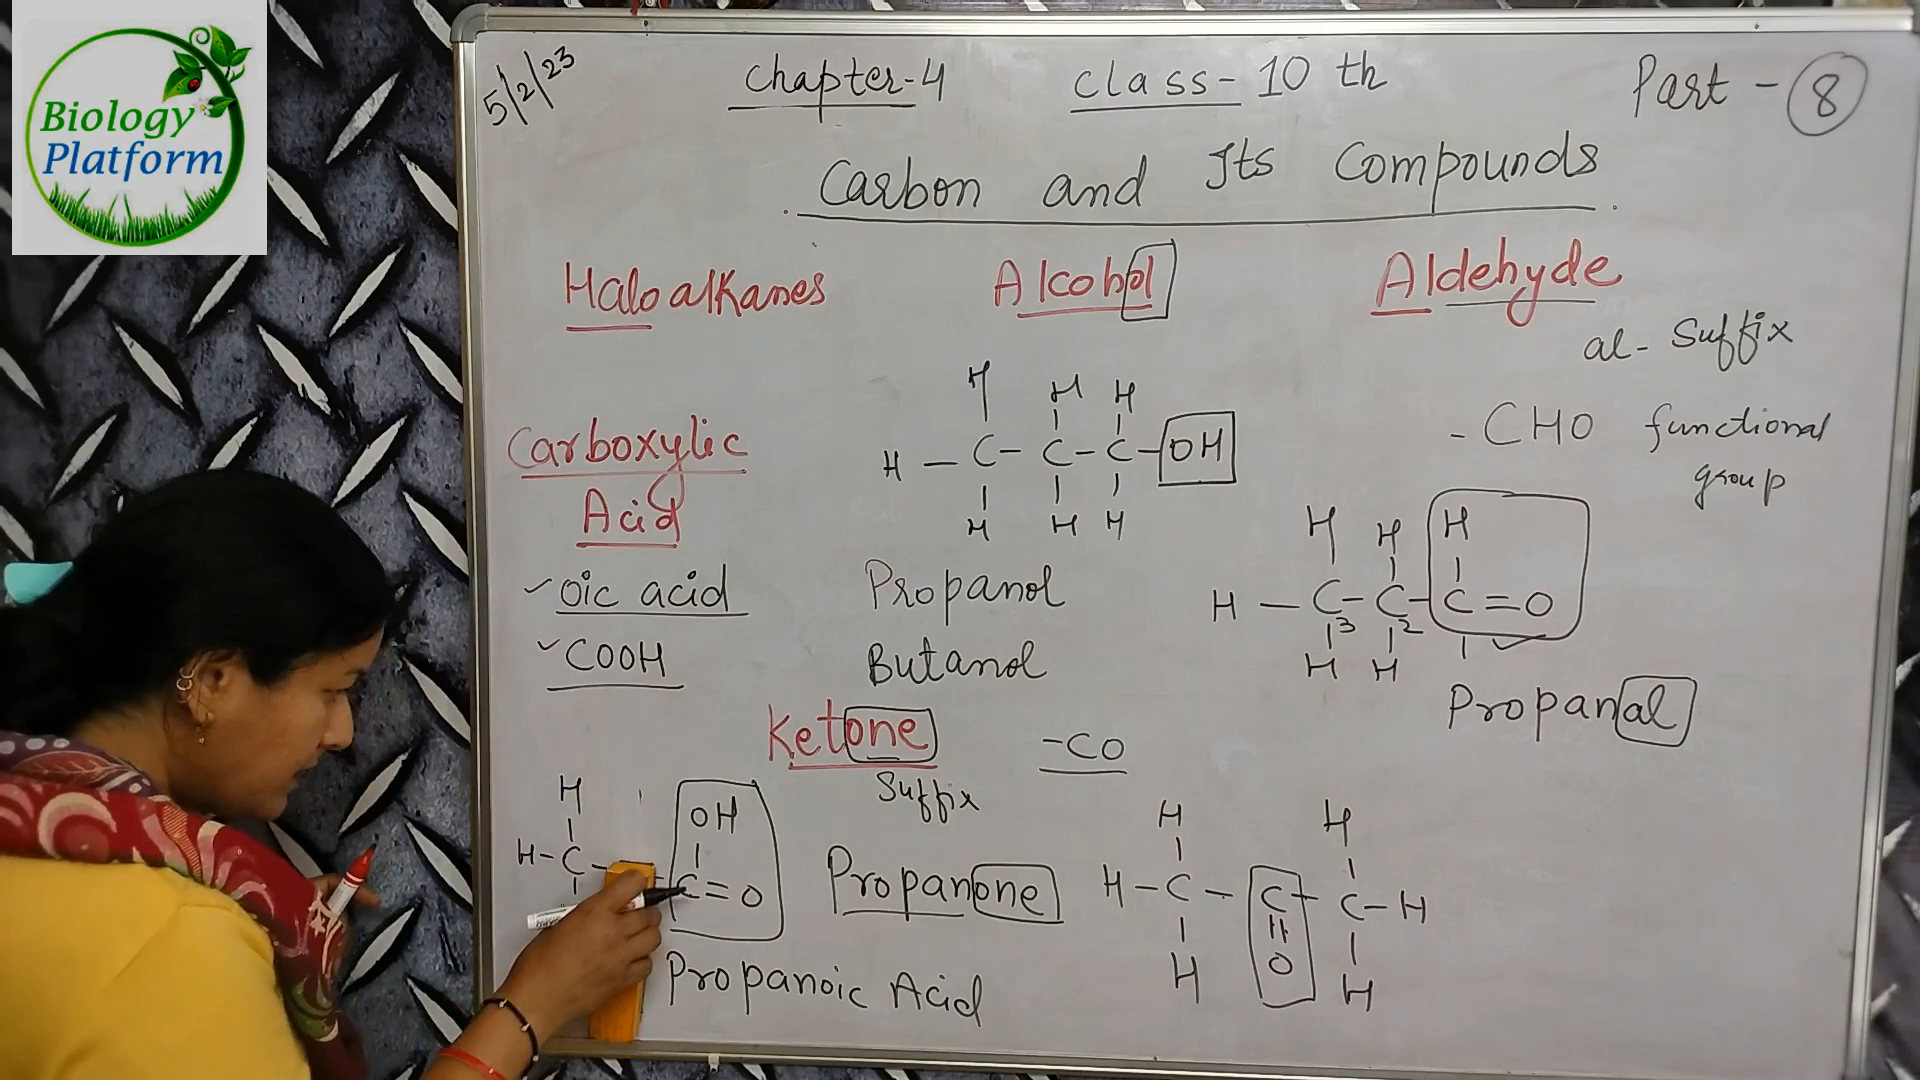 Biology
Platform
5/2/23
Chapter-4
Class-10 th
Part - 8
Carbon and Its Compounds
Haloalkanes
Alcohol
Aldehyde
al- Suffix
- CHO functional
group
Carboxylic
Acid
oic acid
COOH
H H H
H - C - C - C - OH
H H H
Propanol
Butanol
H H H
H - C - C - C = O
3 2
H H
Propanal
Ketone
Suffix
-CO
H
H - C -
OH
C = O
Propanoic Acid
Propanone
H H
H - C - C - C - H
O
H H